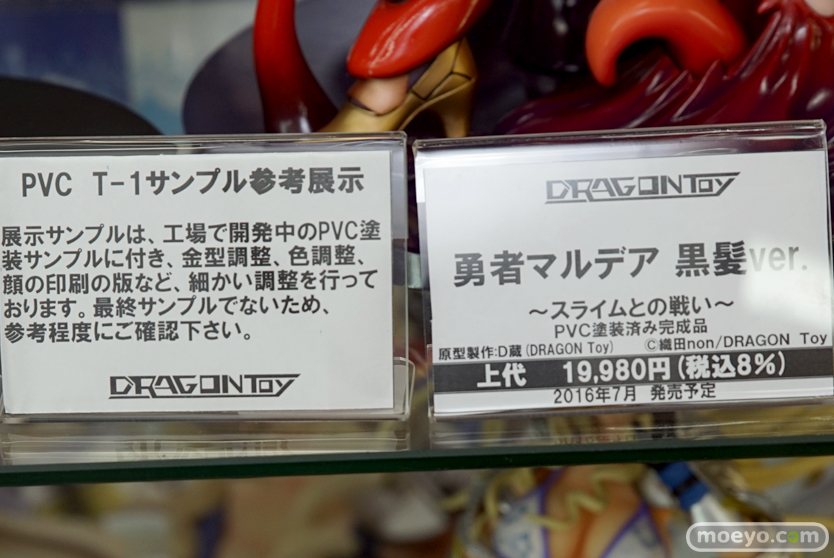 PVC T-1サンプル参考展示
展示サンプルは、工場で開発中のPVC塗
装サンプルに付き、金型調整、色調整、
顔の印刷の版など、細かい調整を行って
おります。最終サンプルでないため、
参考程度にご確認下さい。
DRAGONToy
DRAGONToy
勇者マルデア 黒髪ver.
～スライムとの戦い～
PVC塗装済み完成品
原型製作:D蔵(DRAGON Toy) ©織田non/DRAGON Toy
上代 19,980円(税込8%)
2016年7月 発売予定
moeyo.com